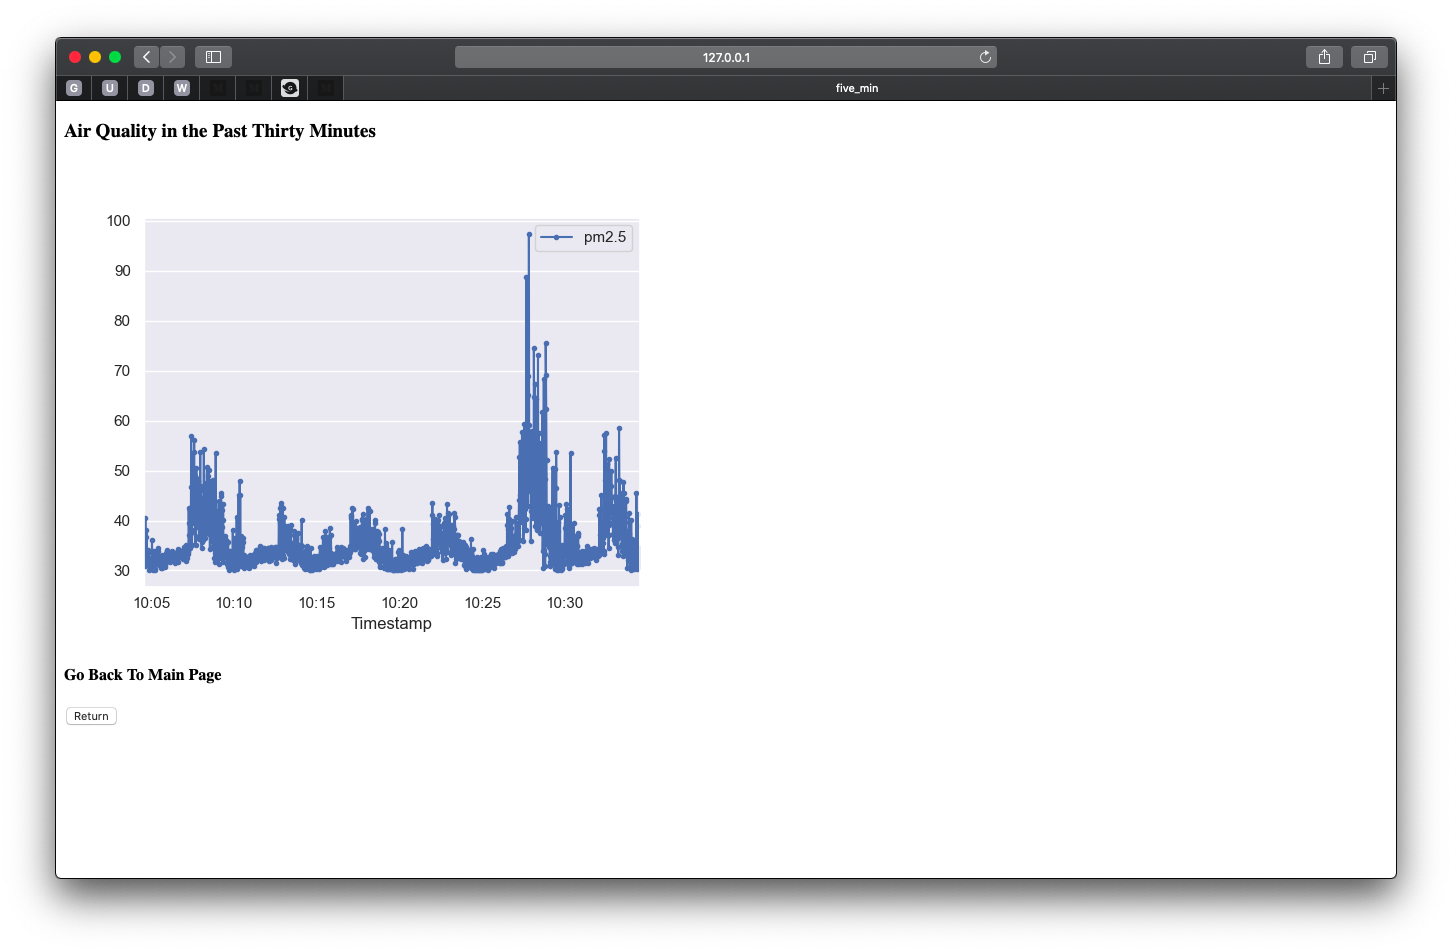 127.0.0.1
G U D W G
five_min
Air Quality in the Past Thirty Minutes
100
pm2.5
90
80
70
60
50
40
30
10:05 10:10 10:15 10:20 10:25 10:30
Timestamp
Go Back To Main Page
Return